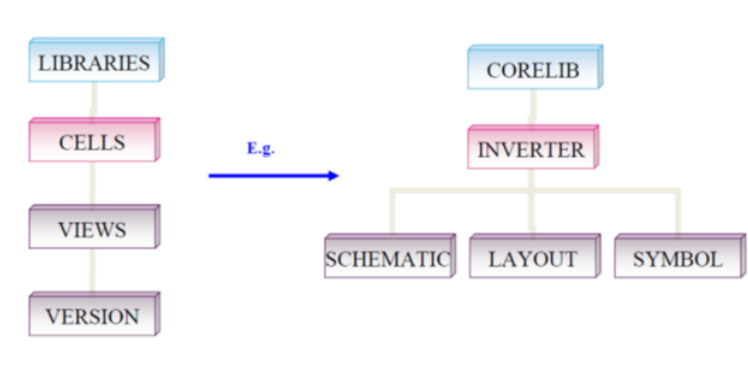 LIBRARIES
CELLS
VIEWS
VERSION
E.g.
CORELIB
INVERTER
SCHEMATIC
LAYOUT
SYMBOL